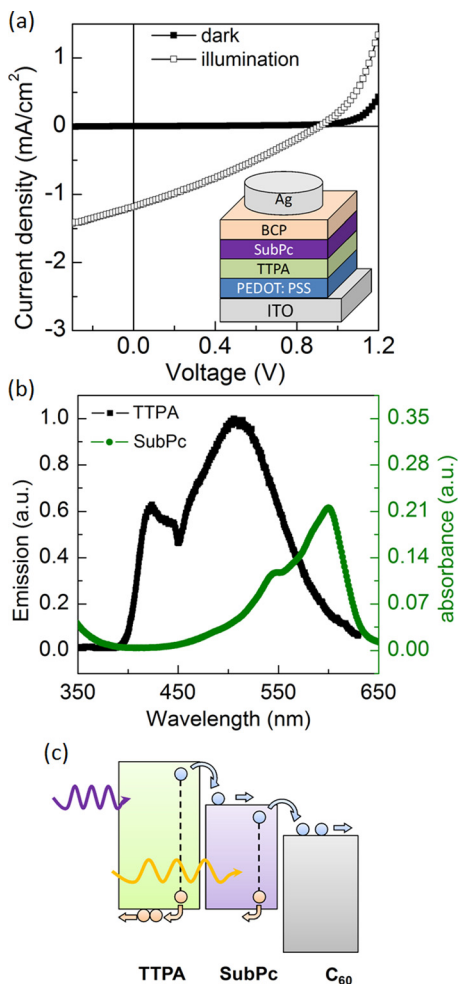 (a)
dark
illumination
Current density (mA/cm²)
1
0
-1
-2
-3
0.0 0.4 0.8 1.2
Voltage (V)
Ag
BCP
SubPc
TTPA
PEDOT: PSS
ITO
(b)
TTPA
SubPc
Emission (a.u.)
1.0
0.8
0.6
0.4
0.2
0.0
0.35
0.28
0.21
0.14
0.07
0.00
absorbance (a.u.)
350 450 550 650
Wavelength (nm)
(c)
TTPA SubPc C₆₀